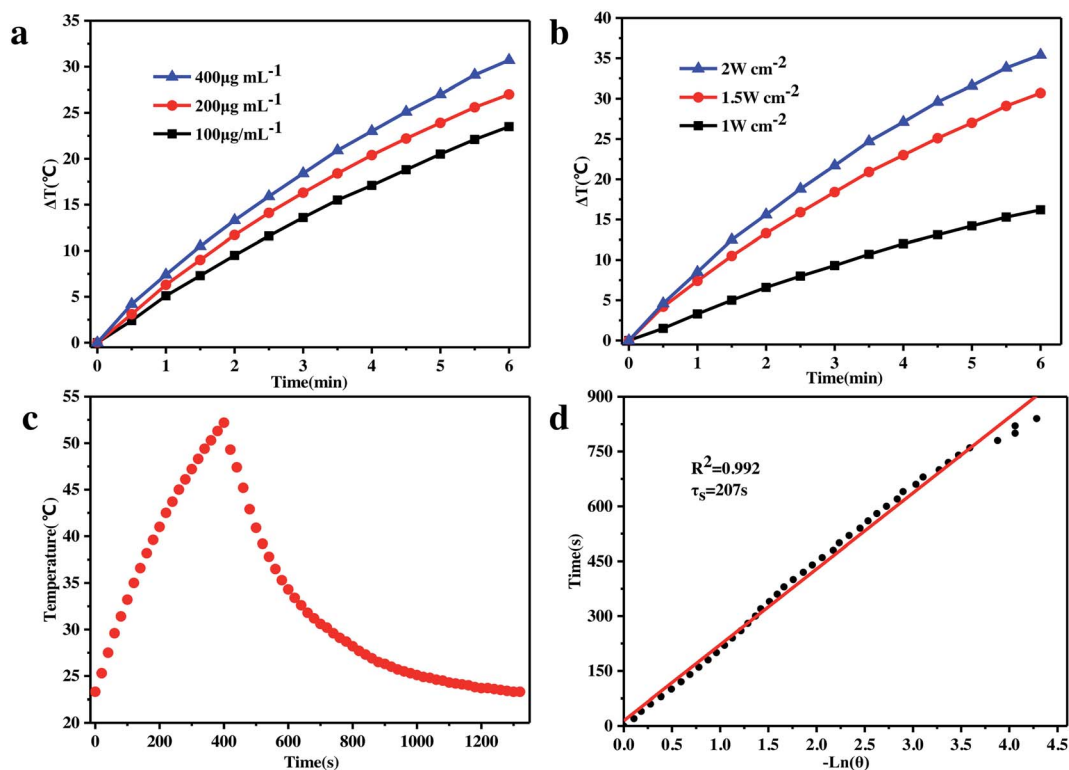 a
35
30
25
20
15
10
5
0
ΔT(℃)
400μg mL-1
200μg mL-1
100μg/mL-1
0 1 2 3 4 5 6
Time(min)
b
40
35
30
25
20
15
10
5
0
ΔT(℃)
2W cm-2
1.5W cm-2
1W cm-2
0 1 2 3 4 5 6
Time(min)
c
55
50
45
40
35
30
25
20
Temperature(℃)
0 200 400 600 800 1000 1200
Time(s)
d
900
750
600
450
300
150
0
Time(s)
R2=0.992
τs=207s
0.0 0.5 1.0 1.5 2.0 2.5 3.0 3.5 4.0 4.5
-Ln(θ)